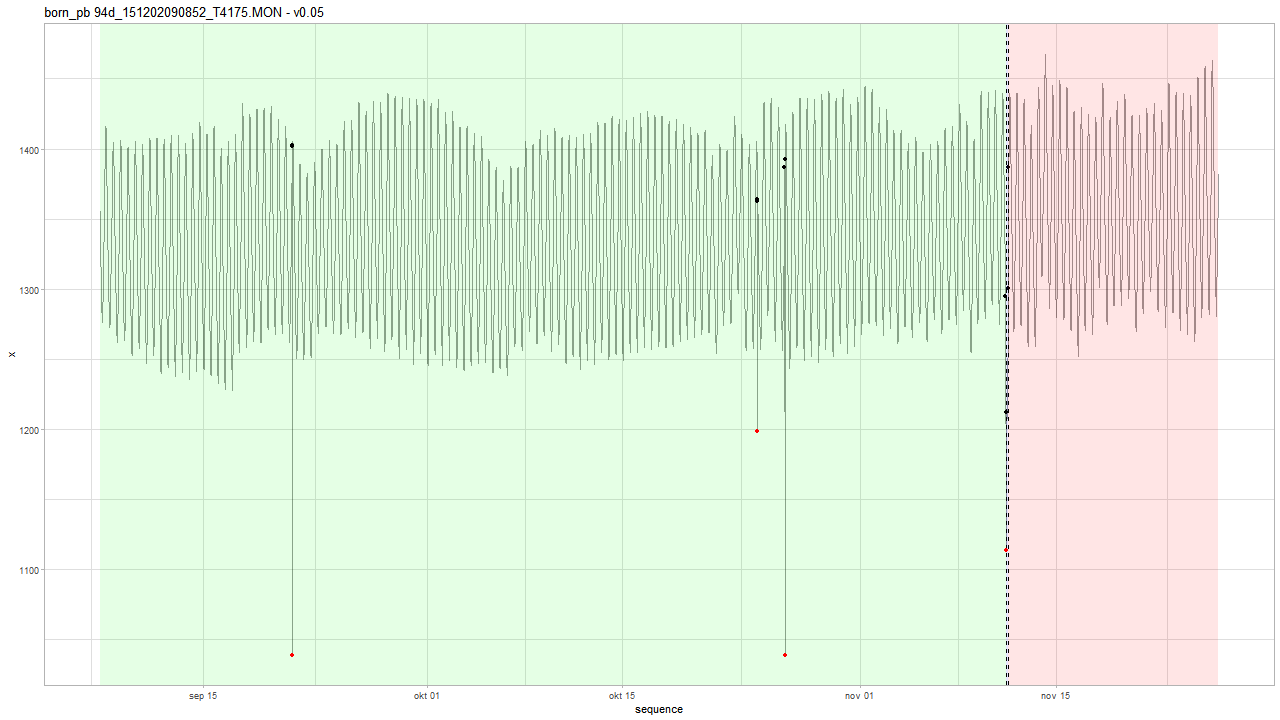 born_pb 94d_151202090852_T4175.MON - v0.05
1400
1300
1200
1100
x
sep 15
okt 01
okt 15
nov 01
nov 15
sequence